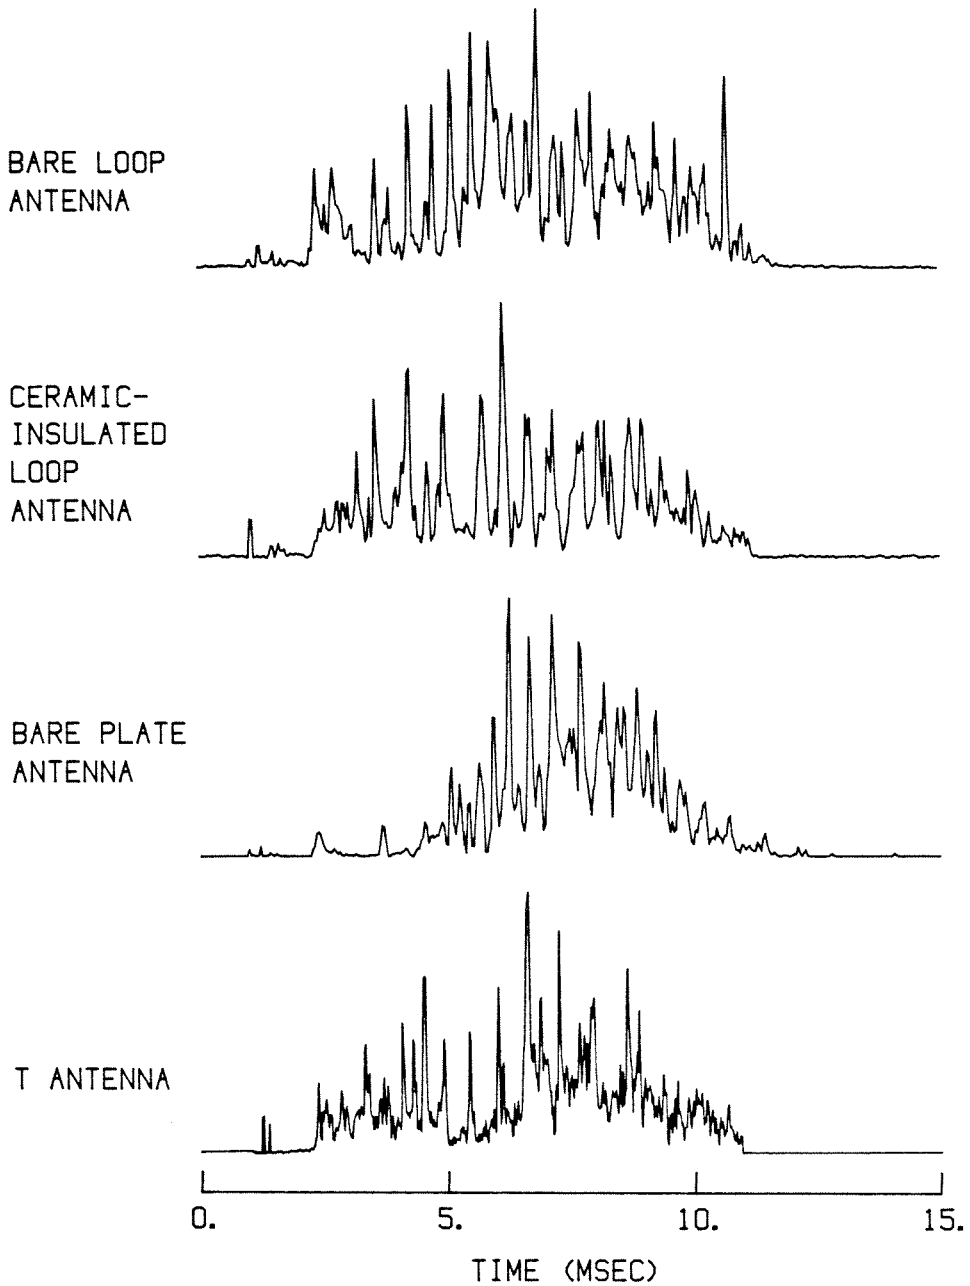 BARE LOOP
ANTENNA
CERAMIC-
INSULATED
LOOP
ANTENNA
BARE PLATE
ANTENNA
T ANTENNA
0. 5. 10. 15.
TIME (MSEC)